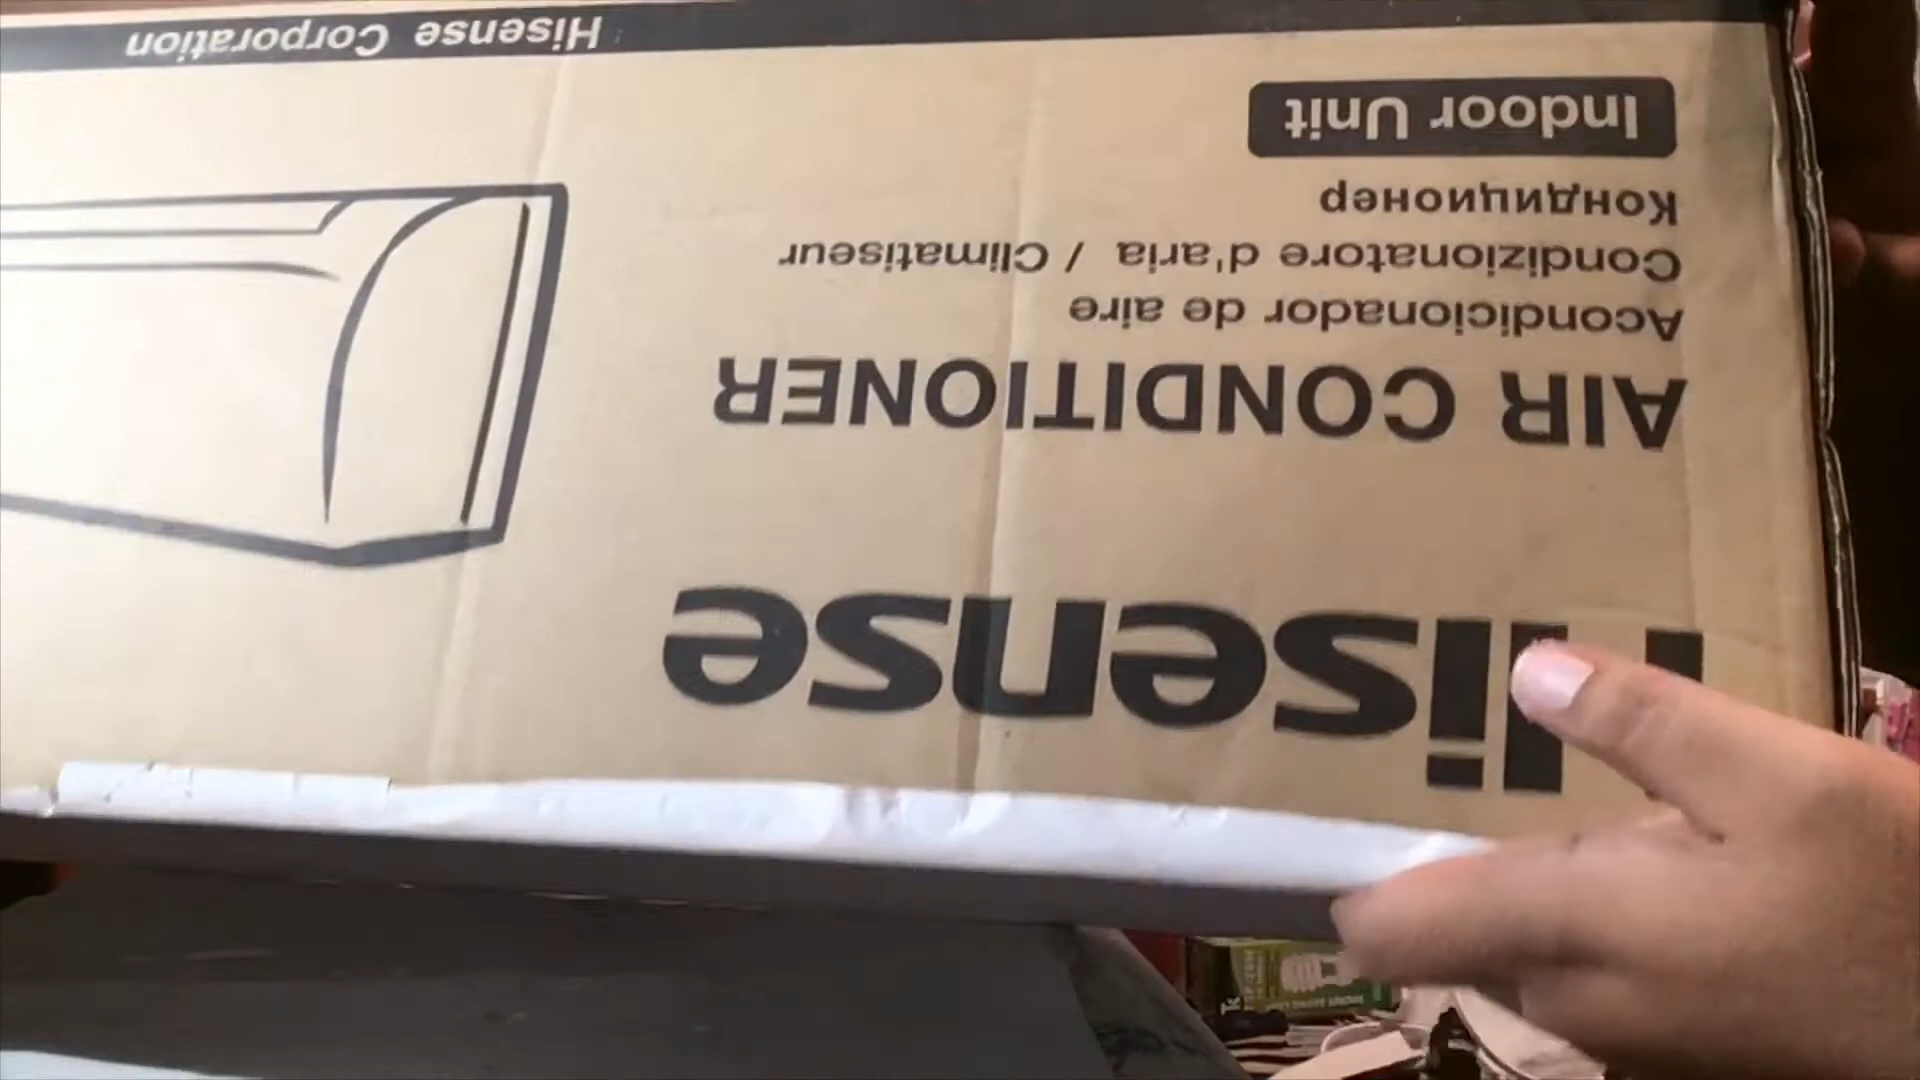 Hisense
AIR CONDITIONER
Acondicionador de aire
Condizionatore d'aria / Climatiseur
Кондиционер
Indoor Unit
Hisense Corporation